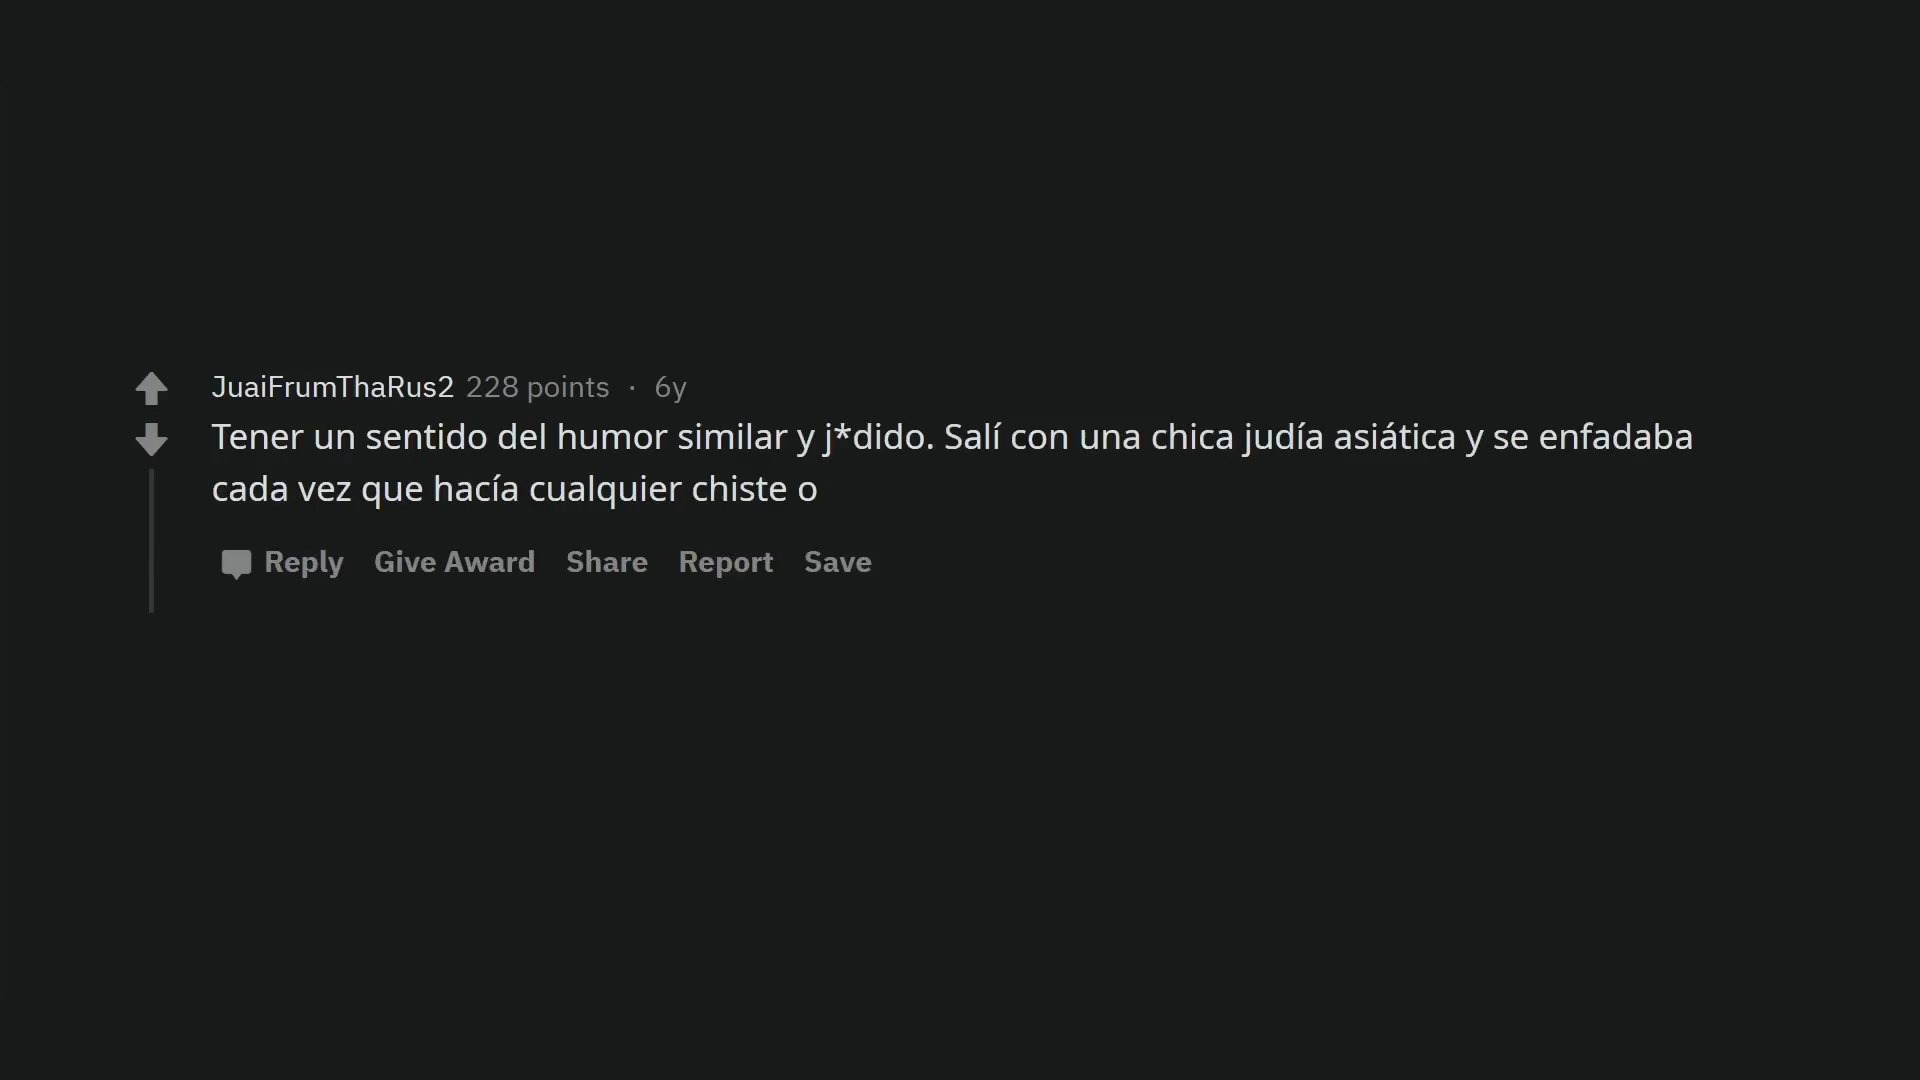 JuaiFrumThaRus2 228 points · 6y
Tener un sentido del humor similar y j*dido. Salí con una chica judía asiática y se enfadaba
cada vez que hacía cualquier chiste o
Reply Give Award Share Report Save